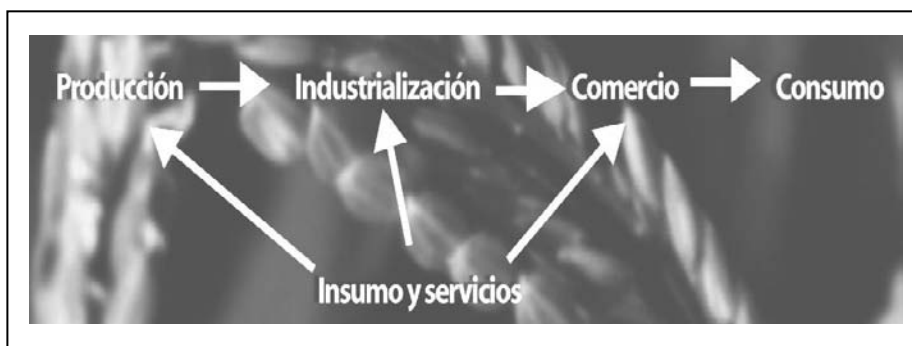 Producción Industrialización Comercio Consumo
Insumo y servicios